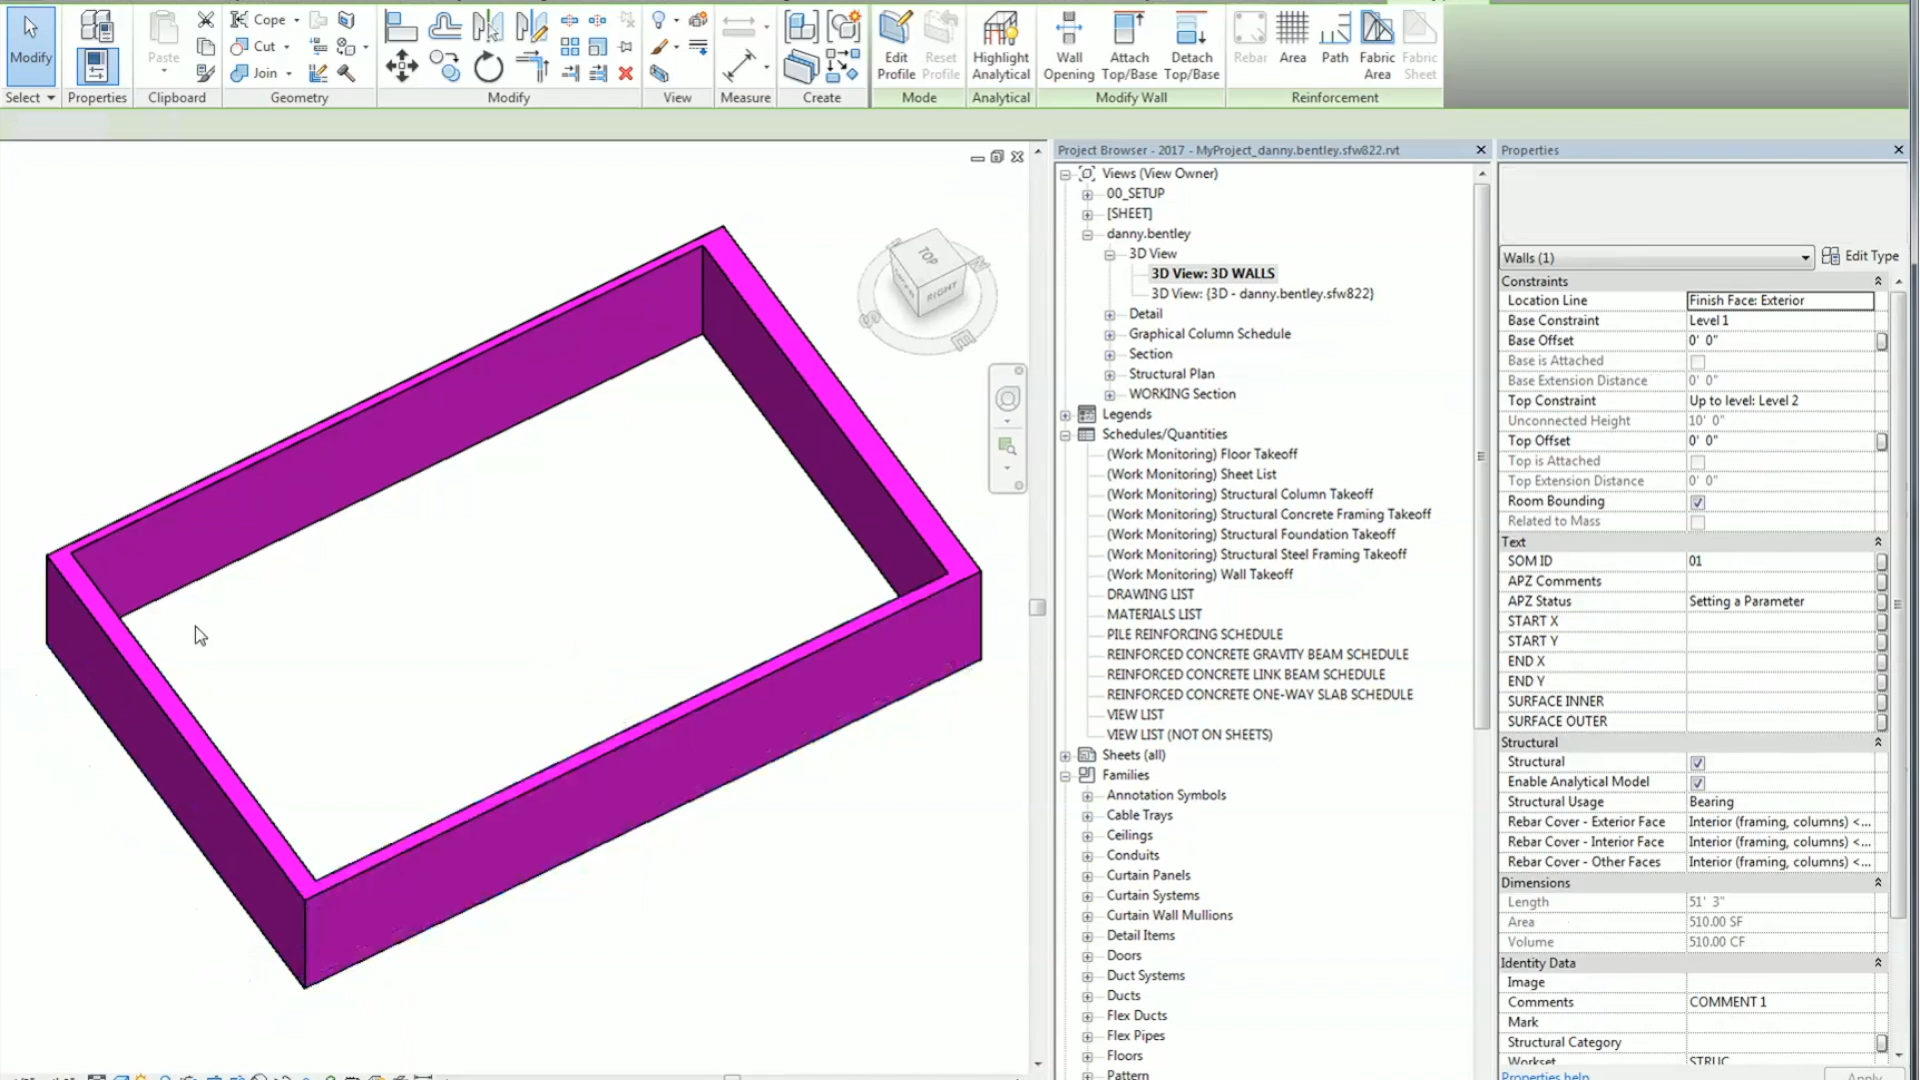 Modify
Select
Properties
Paste
Clipboard
Cope
Cut
Join
Geometry
Modify
View
Measure
Create
Edit
Profile
Reset
Profile
Mode
Highlight
Analytical
Analytical
Wall
Opening
Attach
Top/Base
Detach
Top/Base
Modify Wall
Rebar
Area
Path
Fabric
Area
Fabric
Sheet
Reinforcement
TOP
RIGHT
Project Browser - 2017 - MyProject_danny.bentley.sfw822.rvt
Views (View Owner)
00_SETUP
[SHEET]
danny.bentley
3D View
3D View: 3D WALLS
3D View: {3D - danny.bentley.sfw822}
Detail
Graphical Column Schedule
Section
Structural Plan
WORKING Section
Legends
Schedules/Quantities
(Work Monitoring) Floor Takeoff
(Work Monitoring) Sheet List
(Work Monitoring) Structural Column Takeoff
(Work Monitoring) Structural Concrete Framing Takeoff
(Work Monitoring) Structural Foundation Takeoff
(Work Monitoring) Structural Steel Framing Takeoff
(Work Monitoring) Wall Takeoff
DRAWING LIST
MATERIALS LIST
PILE REINFORCING SCHEDULE
REINFORCED CONCRETE GRAVITY BEAM SCHEDULE
REINFORCED CONCRETE LINK BEAM SCHEDULE
REINFORCED CONCRETE ONE-WAY SLAB SCHEDULE
VIEW LIST
VIEW LIST (NOT ON SHEETS)
Sheets (all)
Families
Annotation Symbols
Cable Trays
Ceilings
Conduits
Curtain Panels
Curtain Systems
Curtain Wall Mullions
Detail Items
Doors
Duct Systems
Ducts
Flex Ducts
Flex Pipes
Floors
Pattern
Properties
Walls (1)
Edit Type
Constraints
Location Line Finish Face: Exterior
Base Constraint Level 1
Base Offset 0' 0"
Base is Attached
Base Extension Distance 0' 0"
Top Constraint Up to level: Level 2
Unconnected Height 10' 0"
Top Offset 0' 0"
Top is Attached
Top Extension Distance 0' 0"
Room Bounding
Related to Mass
Text
SOM ID 01
APZ Comments
APZ Status Setting a Parameter
START X
START Y
END X
END Y
SURFACE INNER
SURFACE OUTER
Structural
Structural
Enable Analytical Model
Structural Usage Bearing
Rebar Cover - Exterior Face Interior (framing, columns) <...
Rebar Cover - Interior Face Interior (framing, columns) <...
Rebar Cover - Other Faces Interior (framing, columns) <...
Dimensions
Length 51' 3"
Area 510.00 SF
Volume 510.00 CF
Identity Data
Image
Comments COMMENT 1
Mark
Structural Category
Workset STRUC
Properties help
Apply